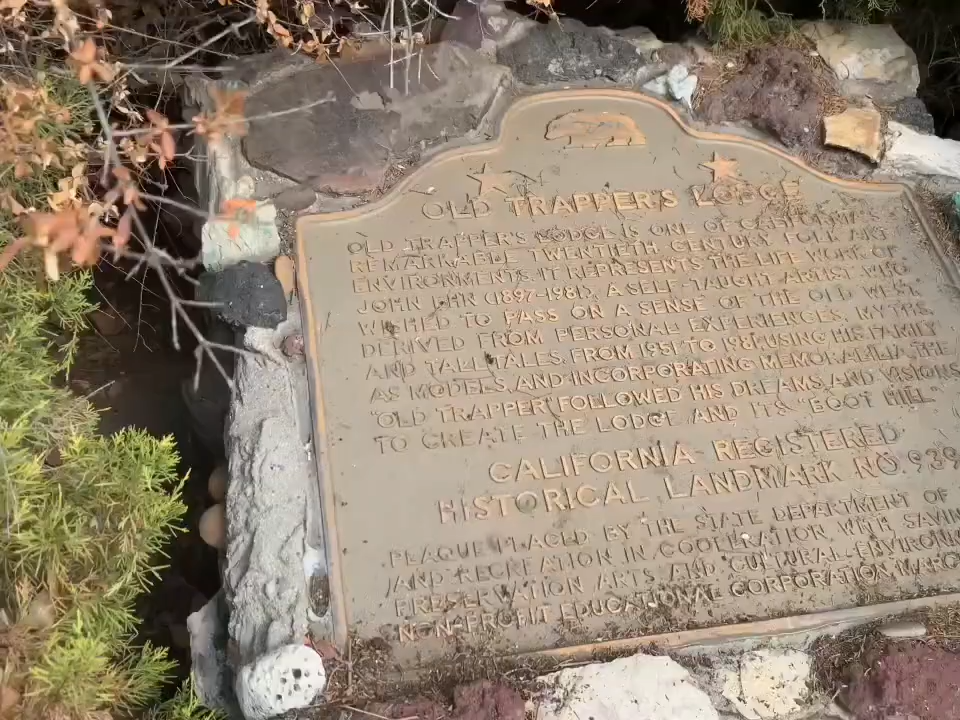 OLD TRAPPER'S LODGE
OLD TRAPPER'S LODGE IS ONE OF CALIFORNIA'S
REMARKABLE TWENTIETH CENTURY FOLK ART
ENVIRONMENTS. IT REPRESENTS THE LIFE WORK OF
JOHN EHN (1897-1981), A SELF-TAUGHT ARTIST WHO
WISHED TO PASS ON A SENSE OF THE OLD WEST,
DERIVED FROM PERSONAL EXPERIENCES, MYTHS
AND TALL TALES. FROM 1951 TO 1981, USING HIS FAMILY
AS MODELS, AND INCORPORATING MEMORABILIA, THE
"OLD TRAPPER" FOLLOWED HIS DREAMS AND VISIONS
TO CREATE THE LODGE AND ITS "BOOT HILL"
CALIFORNIA REGISTERED
HISTORICAL LANDMARK NO. 939
PLAQUE PLACED BY THE STATE DEPARTMENT OF
AND RECREATION IN COOPERATION WITH
PRESERVATION ARTS AND CULTURAL
NON-PROFIT EDUCATIONAL CORPORATION